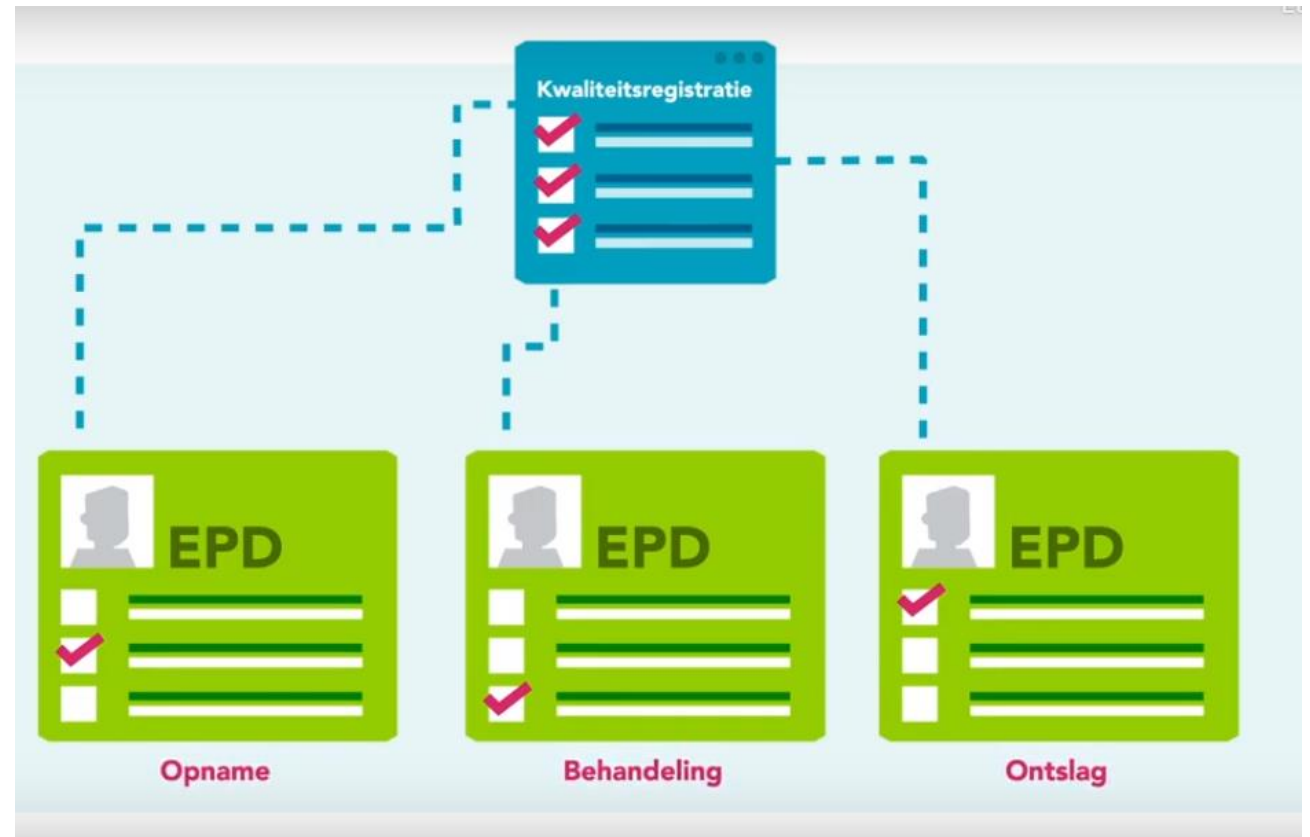 Kwaliteitsregistratie
EPD
EPD
EPD
Opname
Behandeling
Ontslag